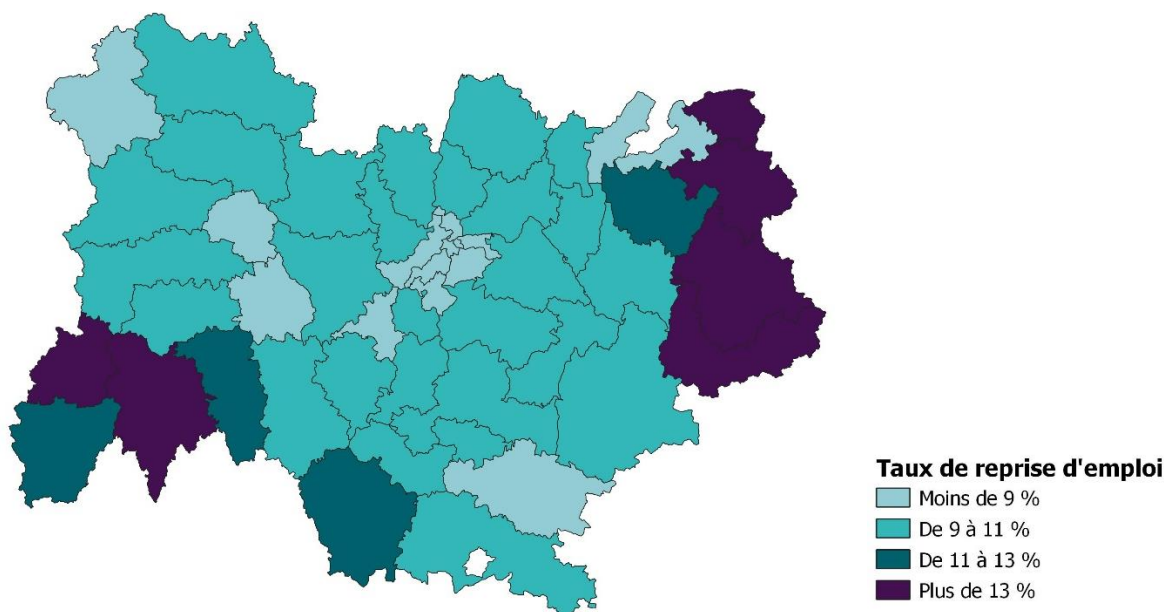 Taux de reprise d'emploi
Moins de 9 %
De 9 à 11 %
De 11 à 13 %
Plus de 13 %